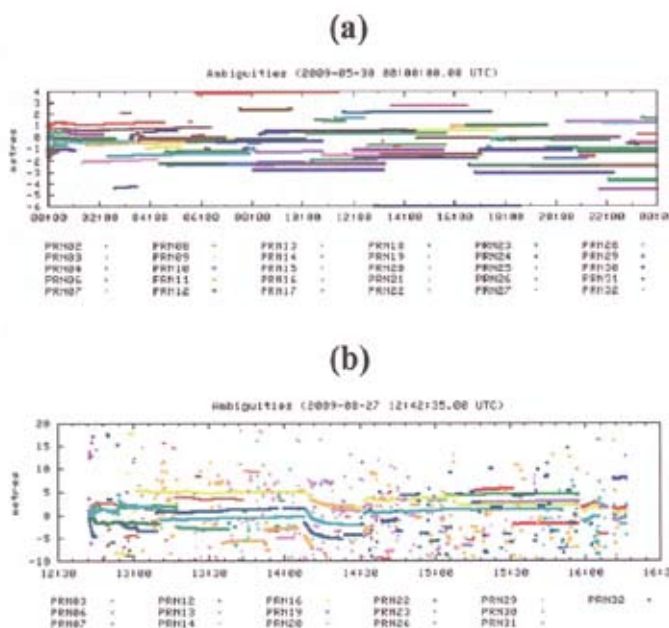 (a)
Ambiguities (2009-05-30 00:00:00.00 UTC)
4
3
2
1
0
-1
-2
-3
-4
-5
-6
metres
00:00 02:00 04:00 06:00 08:00 10:00 12:00 14:00 16:00 18:00 20:00 22:00 00:00
PRN02 PRN08 PRN13 PRN18 PRN23 PRN28
PRN03 PRN09 PRN14 PRN19 PRN24 PRN29
PRN04 PRN10 PRN15 PRN20 PRN25 PRN30
PRN06 PRN11 PRN16 PRN21 PRN26 PRN31
PRN07 PRN12 PRN17 PRN22 PRN27 PRN32
(b)
Ambiguities (2009-08-27 12:42:35.00 UTC)
20
15
10
5
0
-5
-10
metres
12:30 13:00 13:30 14:00 14:30 15:00 15:30 16:00 16:3
PRN03 PRN12 PRN16 PRN22 PRN29 PRN32
PRN06 PRN13 PRN19 PRN23 PRN30
PRN07 PRN14 PRN20 PRN26 PRN31